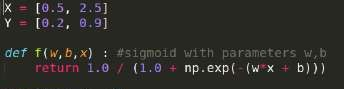 X = [0.5, 2.5]
Y = [0.2, 0.9]
def f(w,b,x) : #sigmoid with parameters w,b
return 1.0 / (1.0 + np.exp(-(w*x + b)))